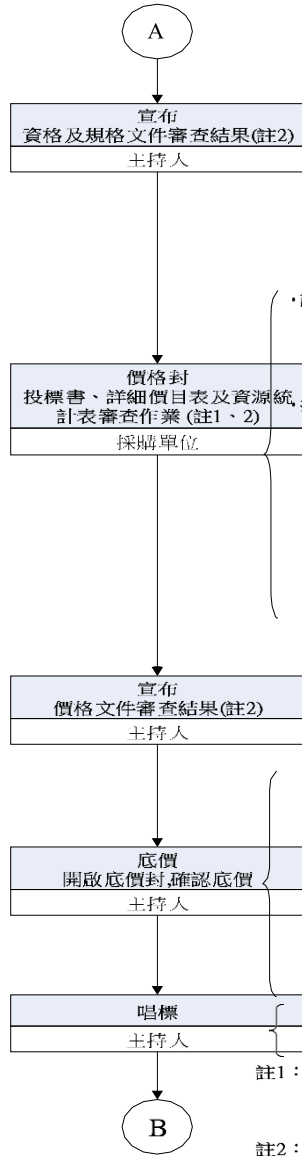 A
宣布
資格及規格文件審查結果(註2)
主持人
價格封
投標書、詳細價目表及資源統
計表審查作業 (註1、2)
採購單位
宣布
價格文件審查結果(註2)
主持人
底價
開啟底價封,確認底價
主持人
唱標
主持人
註1：
B
註2：